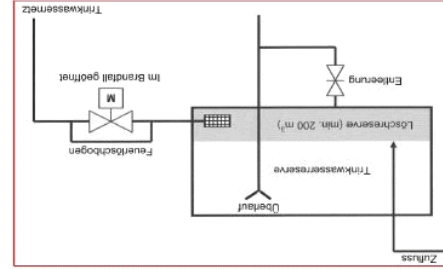 Zufluss
Überlauf
Trinkwasserreserve
Feuerlöschbogen
Löschreserve (min. 200 m³)
Entleerung
M
Im Brandfall geöffnet
Trinkwassernetz